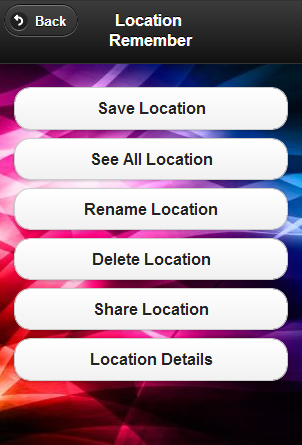 Back
Location
Remember
Save Location
See All Location
Rename Location
Delete Location
Share Location
Location Details